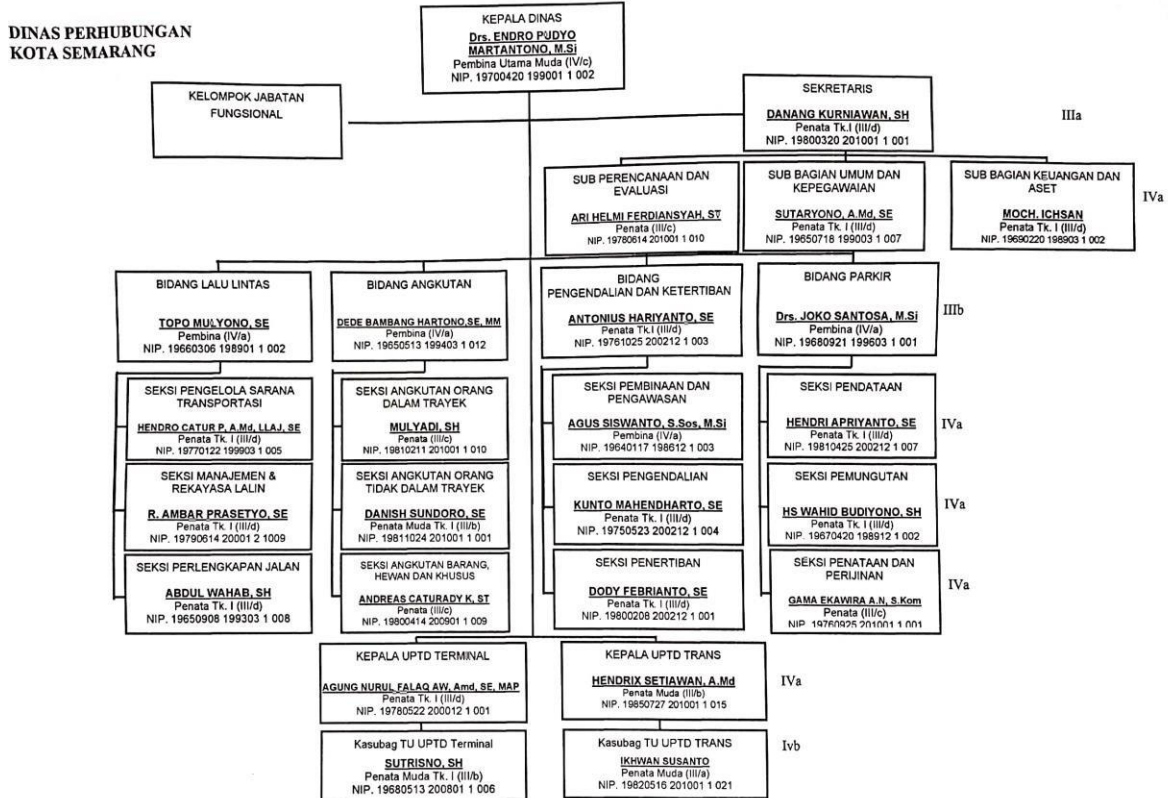 DINAS PERHUBUNGAN
KOTA SEMARANG
KEPALA DINAS
Drs. ENDRO PUDYO
MARTANTONO, M.Si
Pembina Utama Muda (IV/c)
NIP. 19700420 199001 1 002
KELOMPOK JABATAN
FUNGSIONAL
SEKRETARIS
DANANG KURNIAWAN, SH
Penata Tk.I (III/d)
NIP. 19800320 201001 1 001
IIIa
SUB PERENCANAAN DAN
EVALUASI
ARI HELMI FERDIANSYAH, ST
Penata (III/c)
NIP. 19780614 201001 1 010
SUB BAGIAN UMUM DAN
KEPEGAWAIAN
SUTARYONO, A.Md, SE
Penata Tk. I (III/d)
NIP. 19650718 199003 1 007
SUB BAGIAN KEUANGAN DAN
ASET
MOCH. ICHSAN
Penata Tk. I (III/d)
NIP. 19690220 198903 1 002
IVa
BIDANG LALU LINTAS
TOPO MULYONO, SE
Pembina (IV/a)
NIP. 19660306 198901 1 002
BIDANG ANGKUTAN
DEDE BAMBANG HARTONO,SE, MM
Pembina (IV/a)
NIP. 19650513 199403 1 012
BIDANG
PENGENDALIAN DAN KETERTIBAN
ANTONIUS HARIYANTO, SE
Penata Tk.I (III/d)
NIP. 19761025 200212 1 003
BIDANG PARKIR
Drs. JOKO SANTOSA, M.Si
Pembina (IV/a)
NIP. 19680921 199603 1 001
IIIb
SEKSI PENGELOLA SARANA
TRANSPORTASI
HENDRO CATUR P, A.Md, LLAJ, SE
Penata Tk. I (III/d)
NIP. 19770122 199903 1 005
SEKSI ANGKUTAN ORANG
DALAM TRAYEK
MULYADI, SH
Penata (III/c)
NIP. 19810211 201001 1 010
SEKSI PEMBINAAN DAN
PENGAWASAN
AGUS SISWANTO, S.Sos, M.Si
Pembina (IV/a)
NIP. 19640117 198612 1 003
SEKSI PENDATAAN
HENDRI APRIYANTO, SE
Penata Tk. I (III/d)
NIP. 19810425 200212 1 007
IVa
SEKSI MANAJEMEN &
REKAYASA LALIN
R. AMBAR PRASETYO, SE
Penata Tk. I (III/d)
NIP. 19790614 20001 2 1009
SEKSI ANGKUTAN ORANG
TIDAK DALAM TRAYEK
DANISH SUNDORO, SE
Penata Muda Tk. I (III/b)
NIP. 19811024 201001 1 001
SEKSI PENGENDALIAN
KUNTO MAHENDHARTO, SE
Penata Tk. I (III/d)
NIP. 19750523 200212 1 004
SEKSI PEMUNGUTAN
HS WAHID BUDIYONO, SH
Penata Tk. I (III/d)
NIP. 19670420 198912 1 002
IVa
SEKSI PERLENGKAPAN JALAN
ABDUL WAHAB, SH
Penata Tk. I (III/d)
NIP. 19650908 199303 1 008
SEKSI ANGKUTAN BARANG,
HEWAN DAN KHUSUS
ANDREAS CATURADY K, ST
Penata (III/c)
NIP. 19800414 200901 1 009
SEKSI PENERTIBAN
DODY FEBRIANTO, SE
Penata Tk. I (III/d)
NIP. 19800208 200212 1 001
SEKSI PENATAAN DAN
PERIJINAN
GAMA EKAWIRA A.N, S.Kom
Penata (III/c)
NIP. 19760925 201001 1 001
IVa
KEPALA UPTD TERMINAL
AGUNG NURUL FALAQ AW, Amd, SE, MAP
Penata Tk. I (III/d)
NIP. 19780522 200012 1 001
KEPALA UPTD TRANS
HENDRIX SETIAWAN, A.Md
Penata Muda (III/b)
NIP. 19850727 201001 1 015
IVa
Kasubag TU UPTD Terminal
SUTRISNO, SH
Penata Muda Tk. I (III/b)
NIP. 19680513 200801 1 006
Kasubag TU UPTD TRANS
IKHWAN SUSANTO
Penata Muda (III/a)
NIP. 19820516 201001 1 021
Ivb